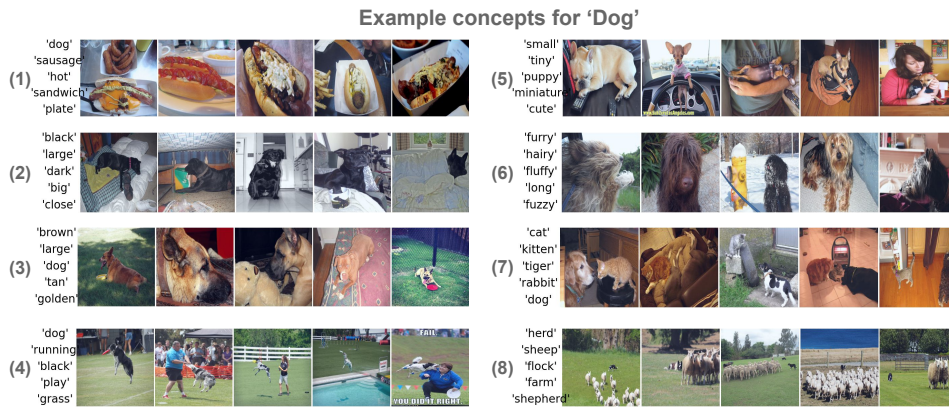 Example concepts for ‘Dog’
(1)
'dog'
'sausage'
'hot'
'sandwich'
'plate'
(2)
'black'
'large'
'dark'
'big'
'close'
(3)
'brown'
'large'
'dog'
'tan'
'golden'
(4)
'dog'
'running'
'black'
'play'
'grass'
"FAIL
YOU DID IT RIGHT.
(5)
'small'
'tiny'
'puppy'
'miniature'
'cute'
(6)
'furry'
'hairy'
'fluffy'
'long'
'fuzzy'
(7)
'cat'
'kitten'
'tiger'
'rabbit'
'dog'
(8)
'herd'
'sheep'
'flock'
'farm'
'shepherd'